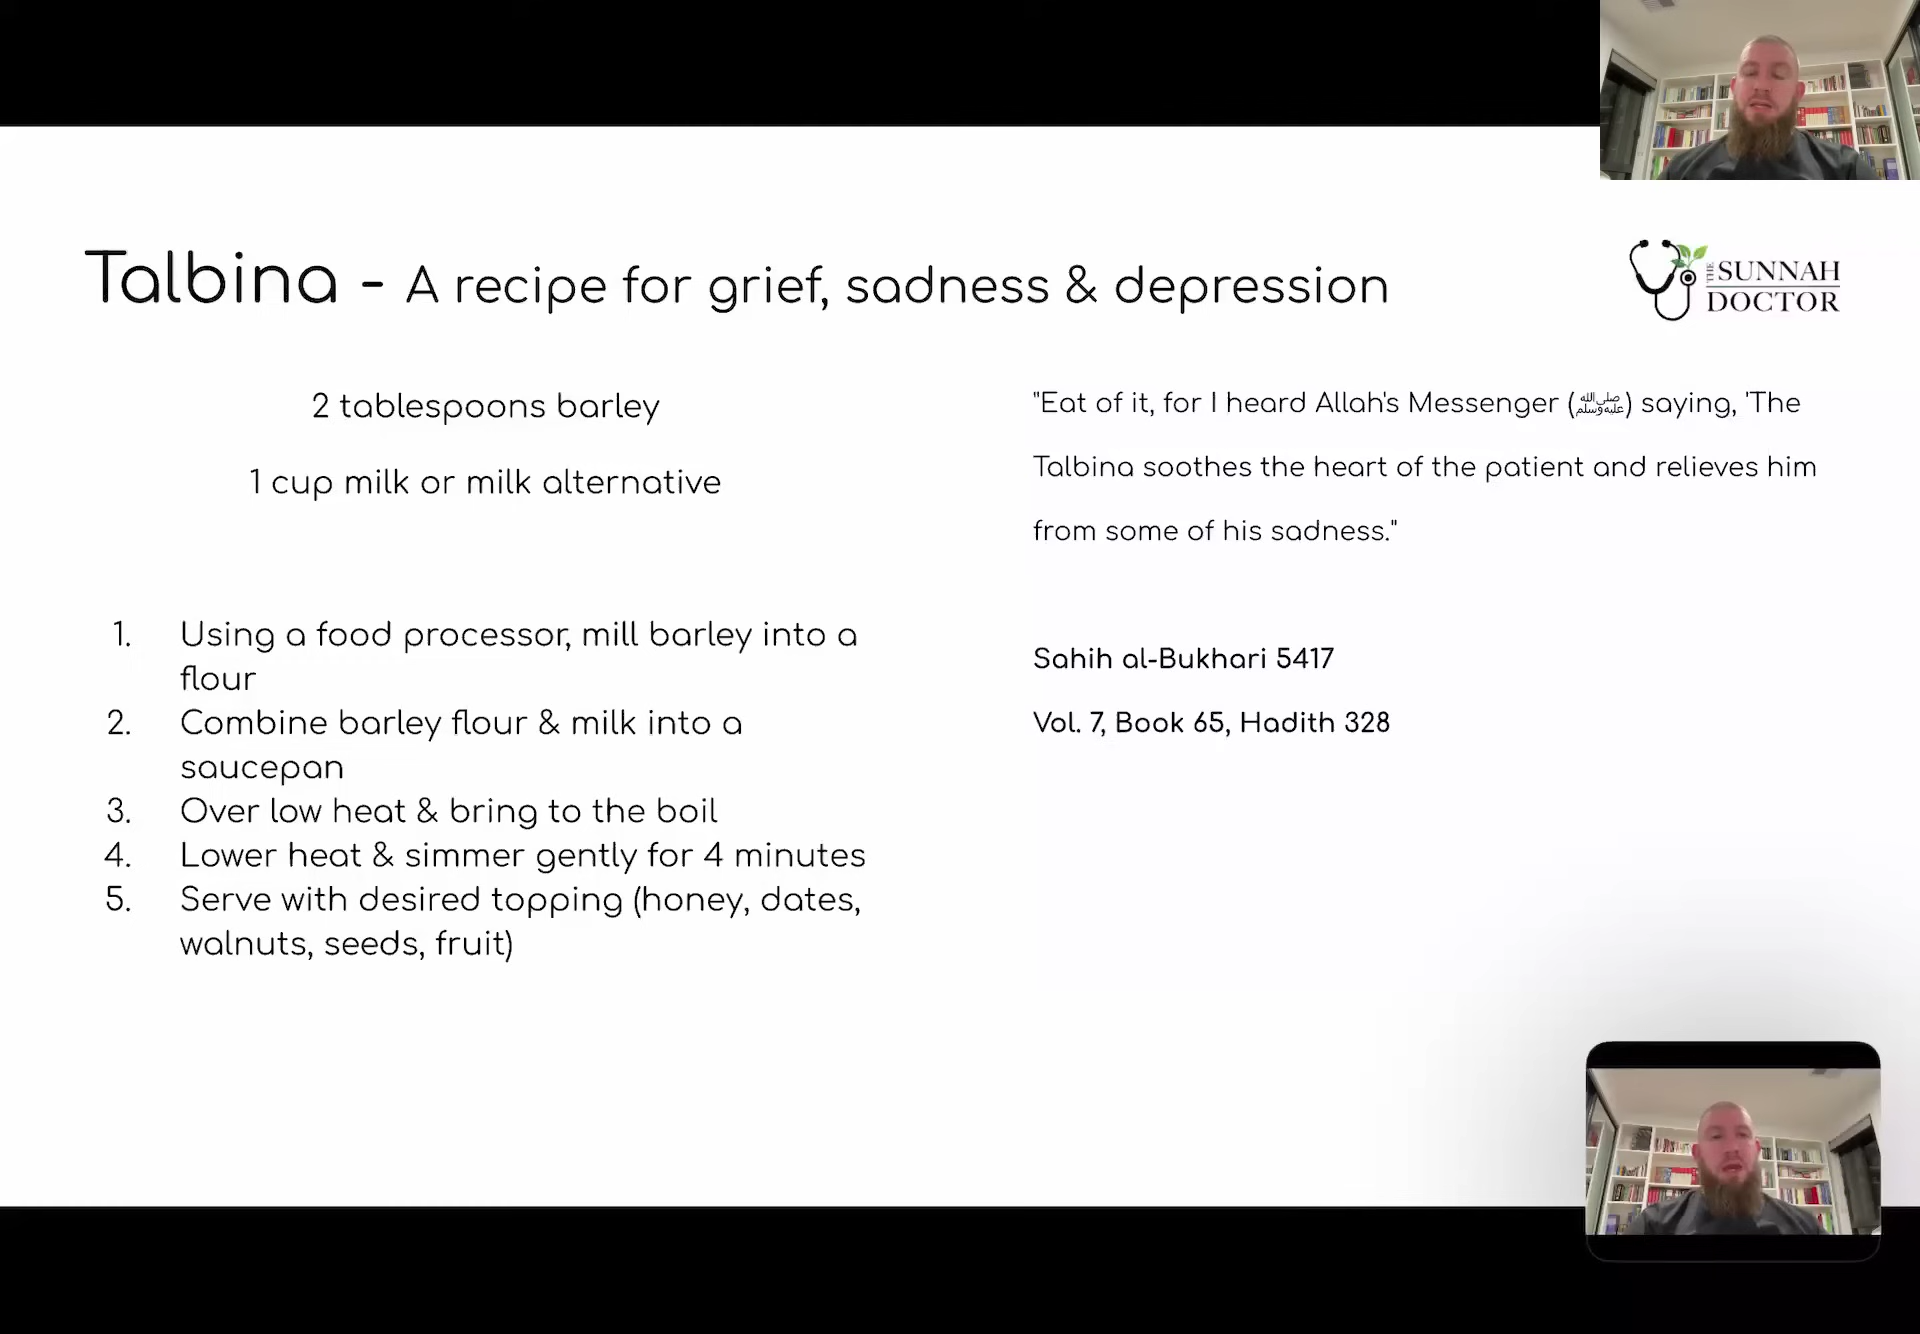 Talbina - A recipe for grief, sadness & depression
THE
SUNNAH
DOCTOR
2 tablespoons barley
1 cup milk or milk alternative
1. Using a food processor, mill barley into a
flour
2. Combine barley flour & milk into a
saucepan
3. Over low heat & bring to the boil
4. Lower heat & simmer gently for 4 minutes
5. Serve with desired topping (honey, dates,
walnuts, seeds, fruit)
"Eat of it, for I heard Allah's Messenger (ﷺ) saying, 'The
Talbina soothes the heart of the patient and relieves him
from some of his sadness."
Sahih al-Bukhari 5417
Vol. 7, Book 65, Hadith 328